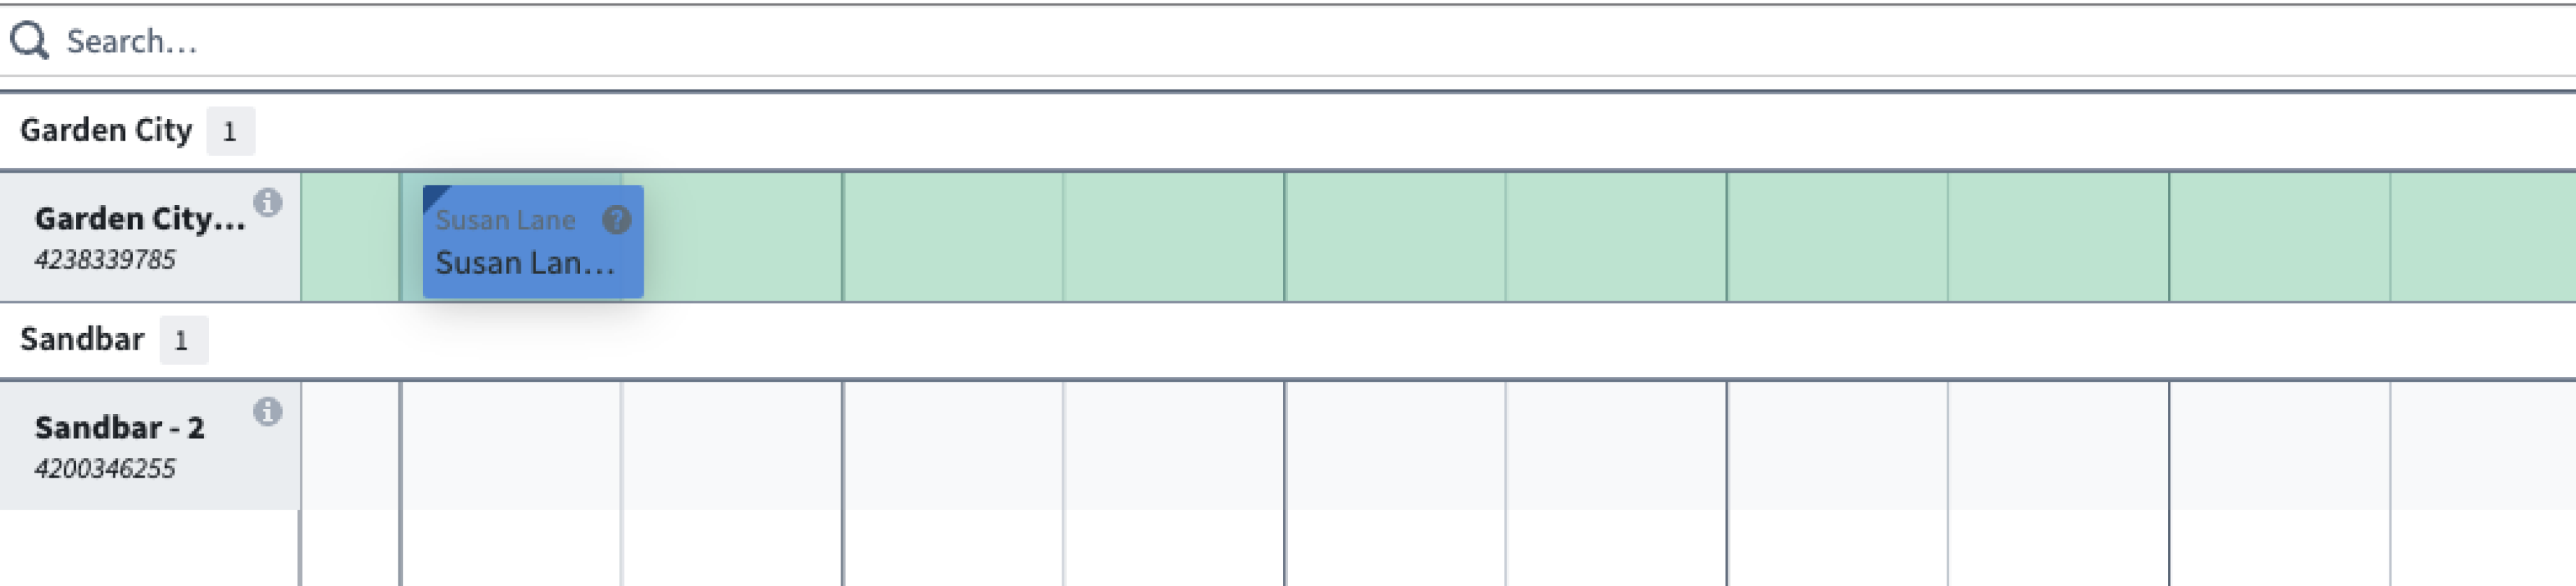 Search…
Garden City 1
Garden City…
4238339785
Susan Lane
Susan Lan…
Sandbar 1
Sandbar - 2
4200346255